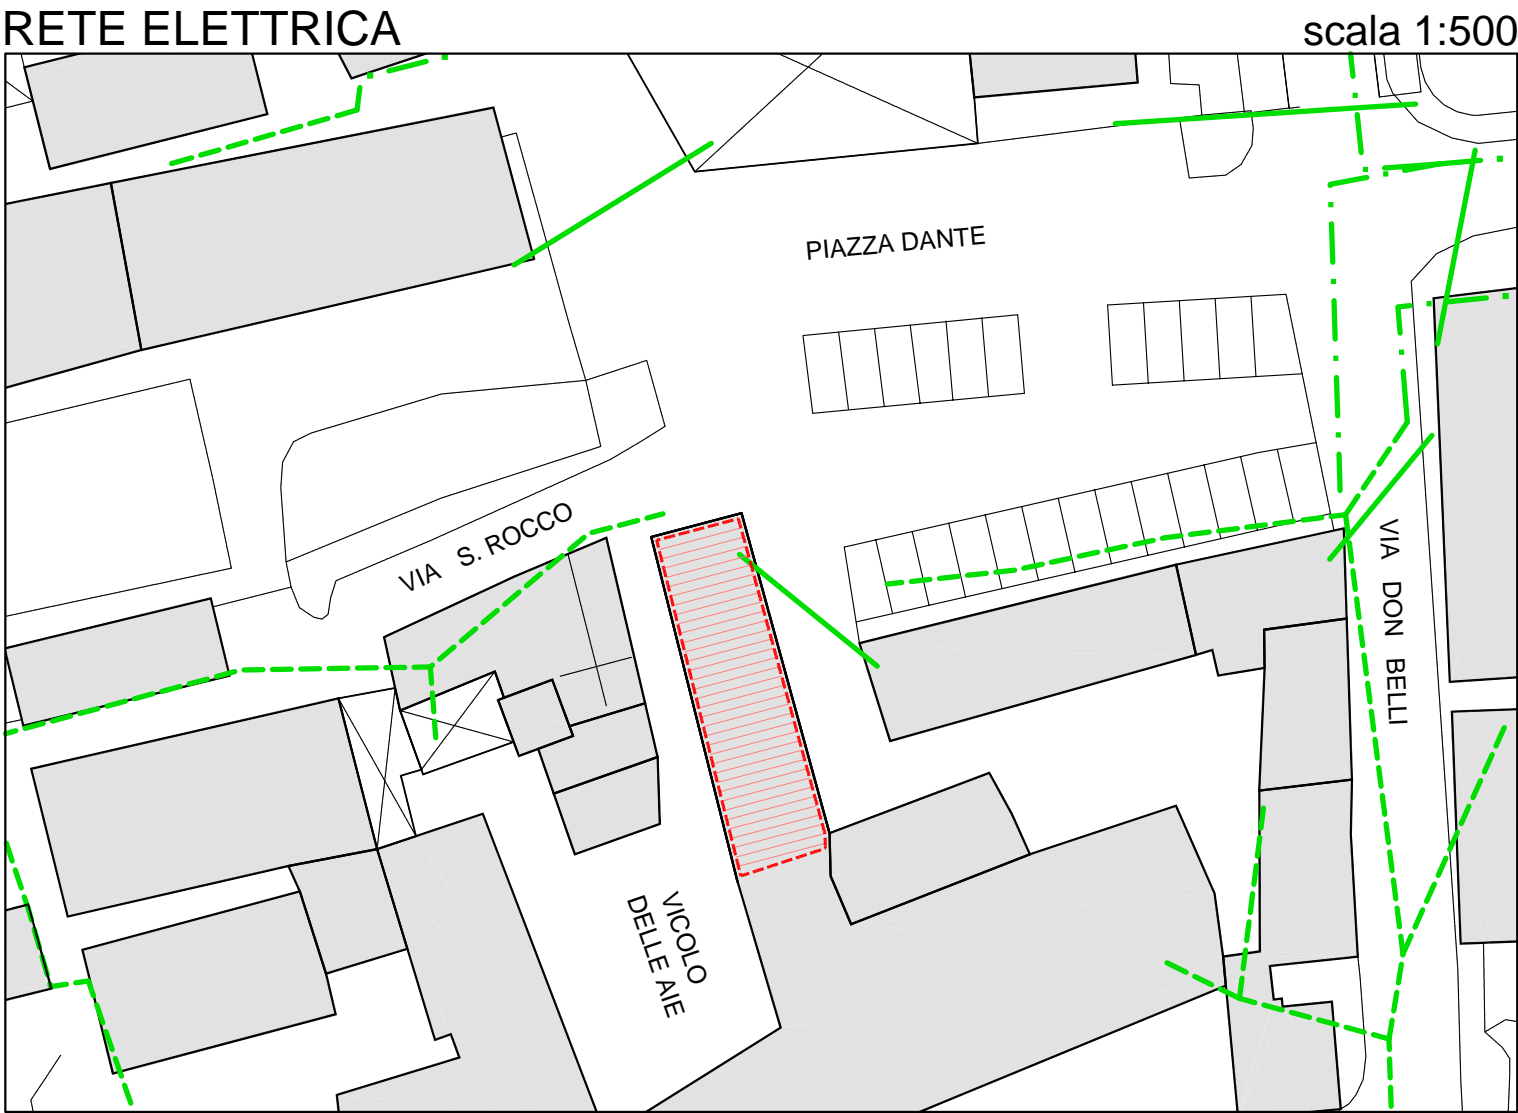 RETE ELETTRICA
scala 1:500
PIAZZA DANTE
VIA S. ROCCO
VIA DON BELLI
VICOLO
DELLE AIE